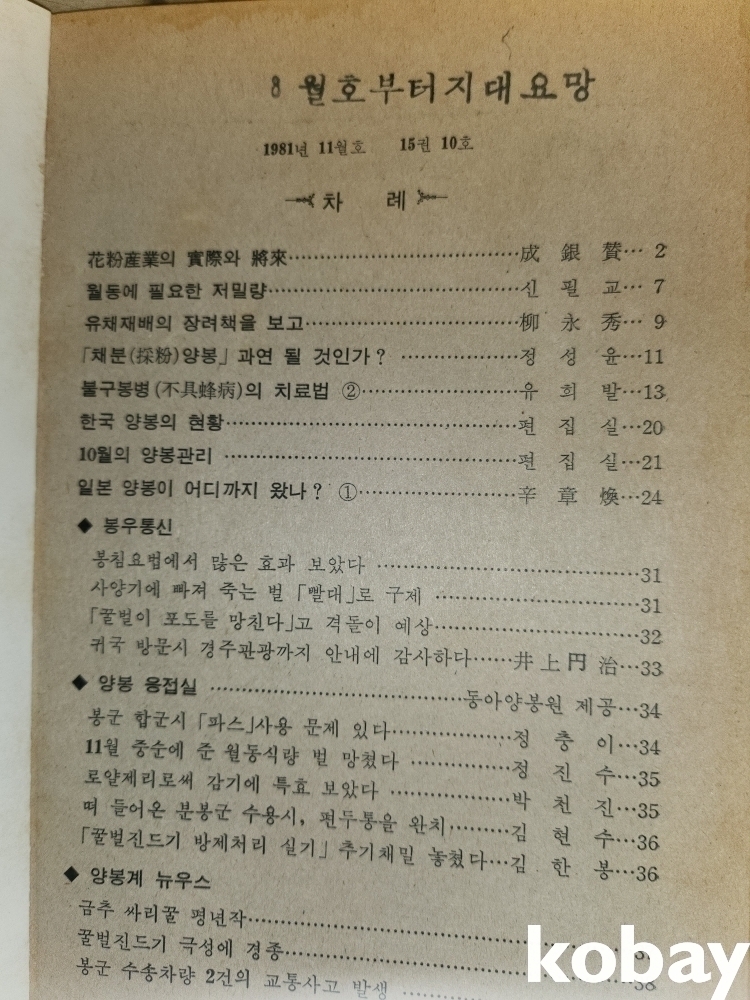 8 월호부터지대요망
1981년 11월호 15권 10호
차 례
花粉産業의 實際와 將來……………成 銀 贊… 2
월동에 필요한 저밀량……………신 필 교… 7
유채재배의 장려책을 보고……………柳 永 秀… 9
「채분(採粉)양봉」 과연 될 것인가? ……………정 성 윤…11
불구봉병(不具蜂病)의 치료법 ②……………유 희 발…13
한국 양봉의 현황……………편 집 실…20
10월의 양봉관리 ……………편 집 실…21
일본 양봉이 어디까지 왔나? ①……………辛 章 煥…24
◆ 봉우통신
봉침요법에서 많은 효과 보았다 ……………31
사양기에 빠져 죽는 벌 「빨대」로 구제 ……………31
「꿀벌이 포도를 망친다」고 격돌이 예상……………32
귀국 방문시 경주관광까지 안내에 감사하다……井上円治…33
◆ 양봉 응접실 ……………동아양봉원 제공…34
봉군 합군시 「파스」사용 문제 있다……………정 충 이…34
11월 중순에 준 월동식량 벌 망쳤다 ……………정 진 수…35
로얄제리로써 감기에 특효 보았다 ……………박 천 진…35
떠 들어온 분봉군 수용시, 편두통을 완치………김 현 수…36
「꿀벌진드기 방제처리 실기」 추기채밀 놓쳤다…김 한 봉…36
◆ 양봉계 뉴우스
금추 싸리꿀 평년작……………
꿀벌진드기 극성에 경종……………
봉군 수송차량 2건의 교통사고 발생 ……………38
kobay